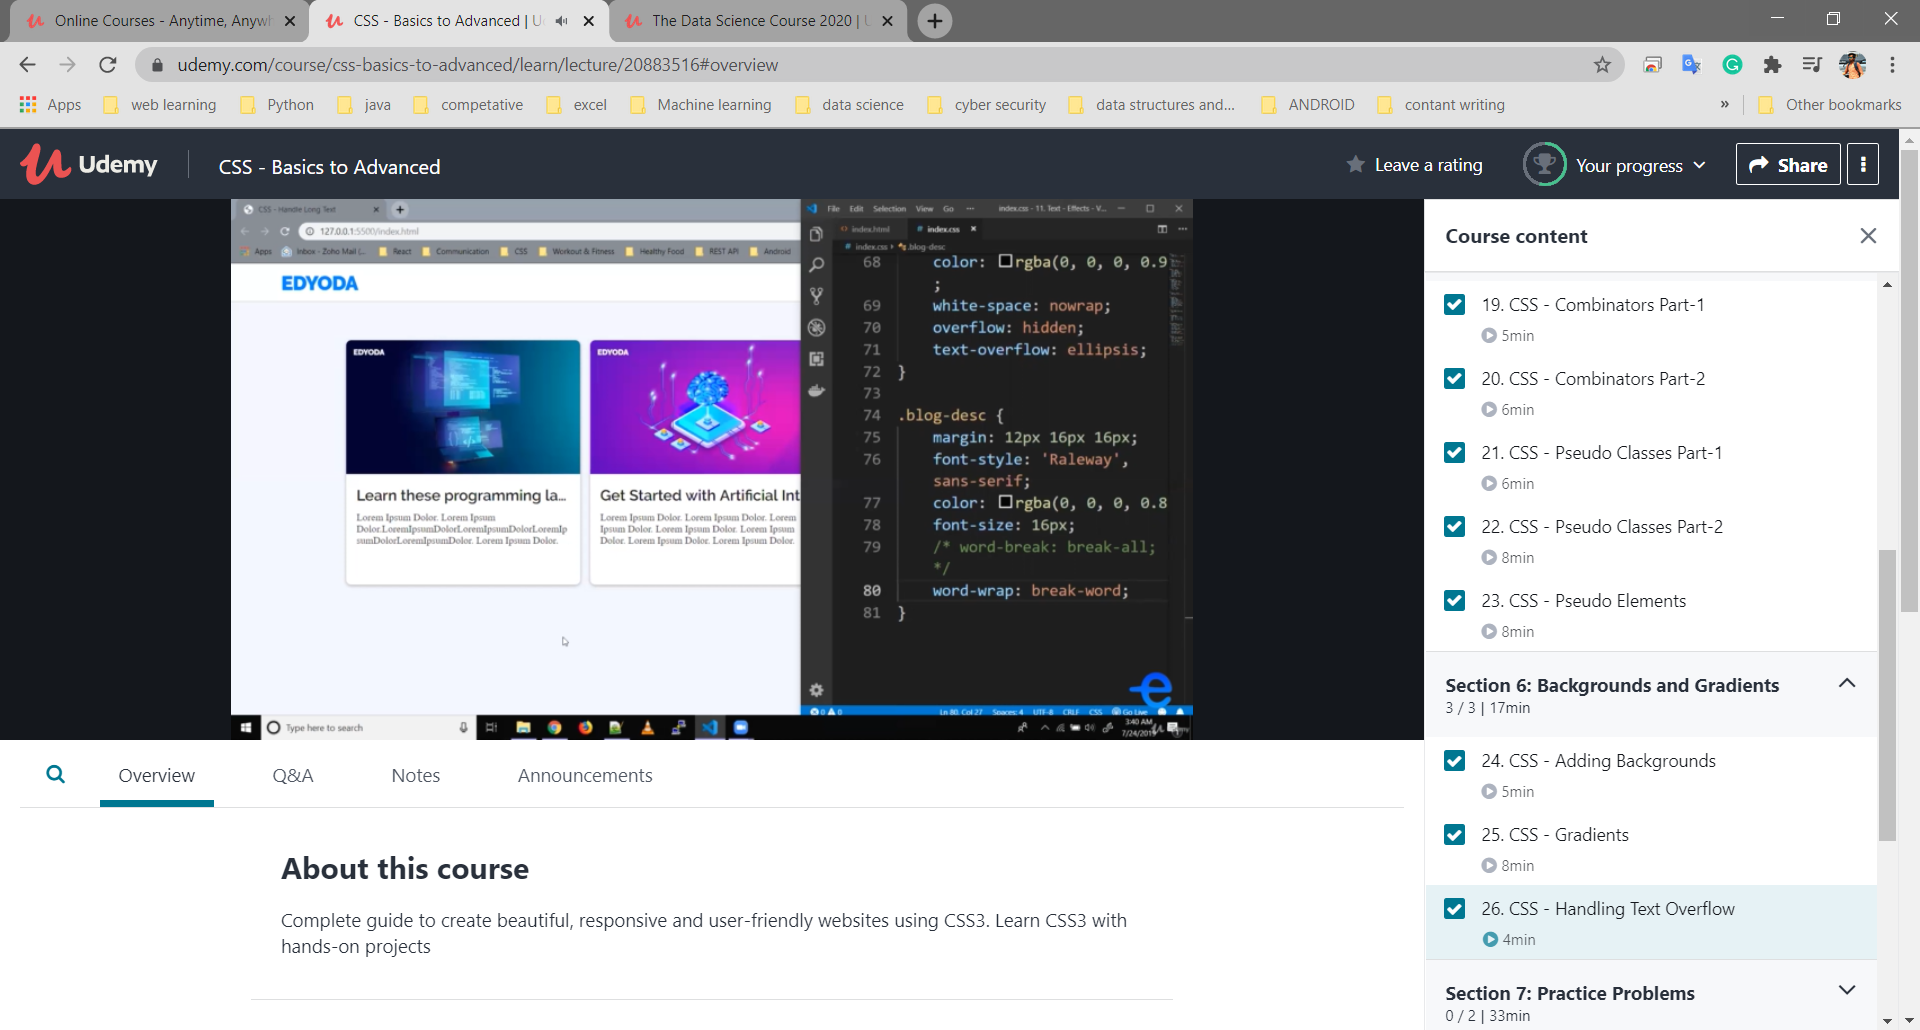 Online Courses - Anytime, Anywh
CSS - Basics to Advanced | U
The Data Science Course 2020 | U
udemy.com/course/css-basics-to-advanced/learn/lecture/20883516#overview
Apps
web learning
Python
java
competative
excel
Machine learning
data science
cyber security
data structures and...
ANDROID
contant writing
»
Other bookmarks
Udemy
CSS - Basics to Advanced
Leave a rating
Your progress
Share
CSS - Handle Long Text
127.0.0.1:5500/index.html
Apps
Inbox - Zoho Mail (...
React
Communication
CSS
Workout & Fitness
Healthy Food
REST API
Android
EDYODA
EDYODA
Learn these programming la...
Lorem Ipsum Dolor. Lorem Ipsum
Dolor.LoremIpsumDolorLoremIpsumDolorLoremIp
sumDolorLoremIpsumDolor. Lorem Ipsum Dolor.
EDYODA
Get Started with Artificial Int
Lorem Ipsum Dolor. Lorem Ipsum Dolor. Lorem
Ipsum Dolor. Lorem Ipsum Dolor. Lorem Ipsum
Dolor. Lorem Ipsum Dolor. Lorem Ipsum Dolor.
File Edit Selection View Go ... index.css - 11. Text - Effects - V...
index.html
index.css
index.css > .blog-desc
68 color: rgba(0, 0, 0, 0.9
;
69 white-space: nowrap;
70 overflow: hidden;
71 text-overflow: ellipsis;
72 }
73
74 .blog-desc {
75 margin: 12px 16px 16px;
76 font-style: 'Raleway',
sans-serif;
77 color: rgba(0, 0, 0, 0.8
78 font-size: 16px;
79 /* word-break: break-all;
*/
80 word-wrap: break-word;
81 }
0 0 Ln 80, Col 27 Spaces: 4 UTF-8 CRLF CSS Go Live
Type here to search
3:40 AM
Course content
19. CSS - Combinators Part-1
5min
20. CSS - Combinators Part-2
6min
21. CSS - Pseudo Classes Part-1
6min
22. CSS - Pseudo Classes Part-2
8min
23. CSS - Pseudo Elements
8min
Section 6: Backgrounds and Gradients
3 / 3 | 17min
24. CSS - Adding Backgrounds
5min
25. CSS - Gradients
8min
26. CSS - Handling Text Overflow
4min
Section 7: Practice Problems
0 / 2 | 33min
Overview
Q&A
Notes
Announcements
About this course
Complete guide to create beautiful, responsive and user-friendly websites using CSS3. Learn CSS3 with
hands-on projects